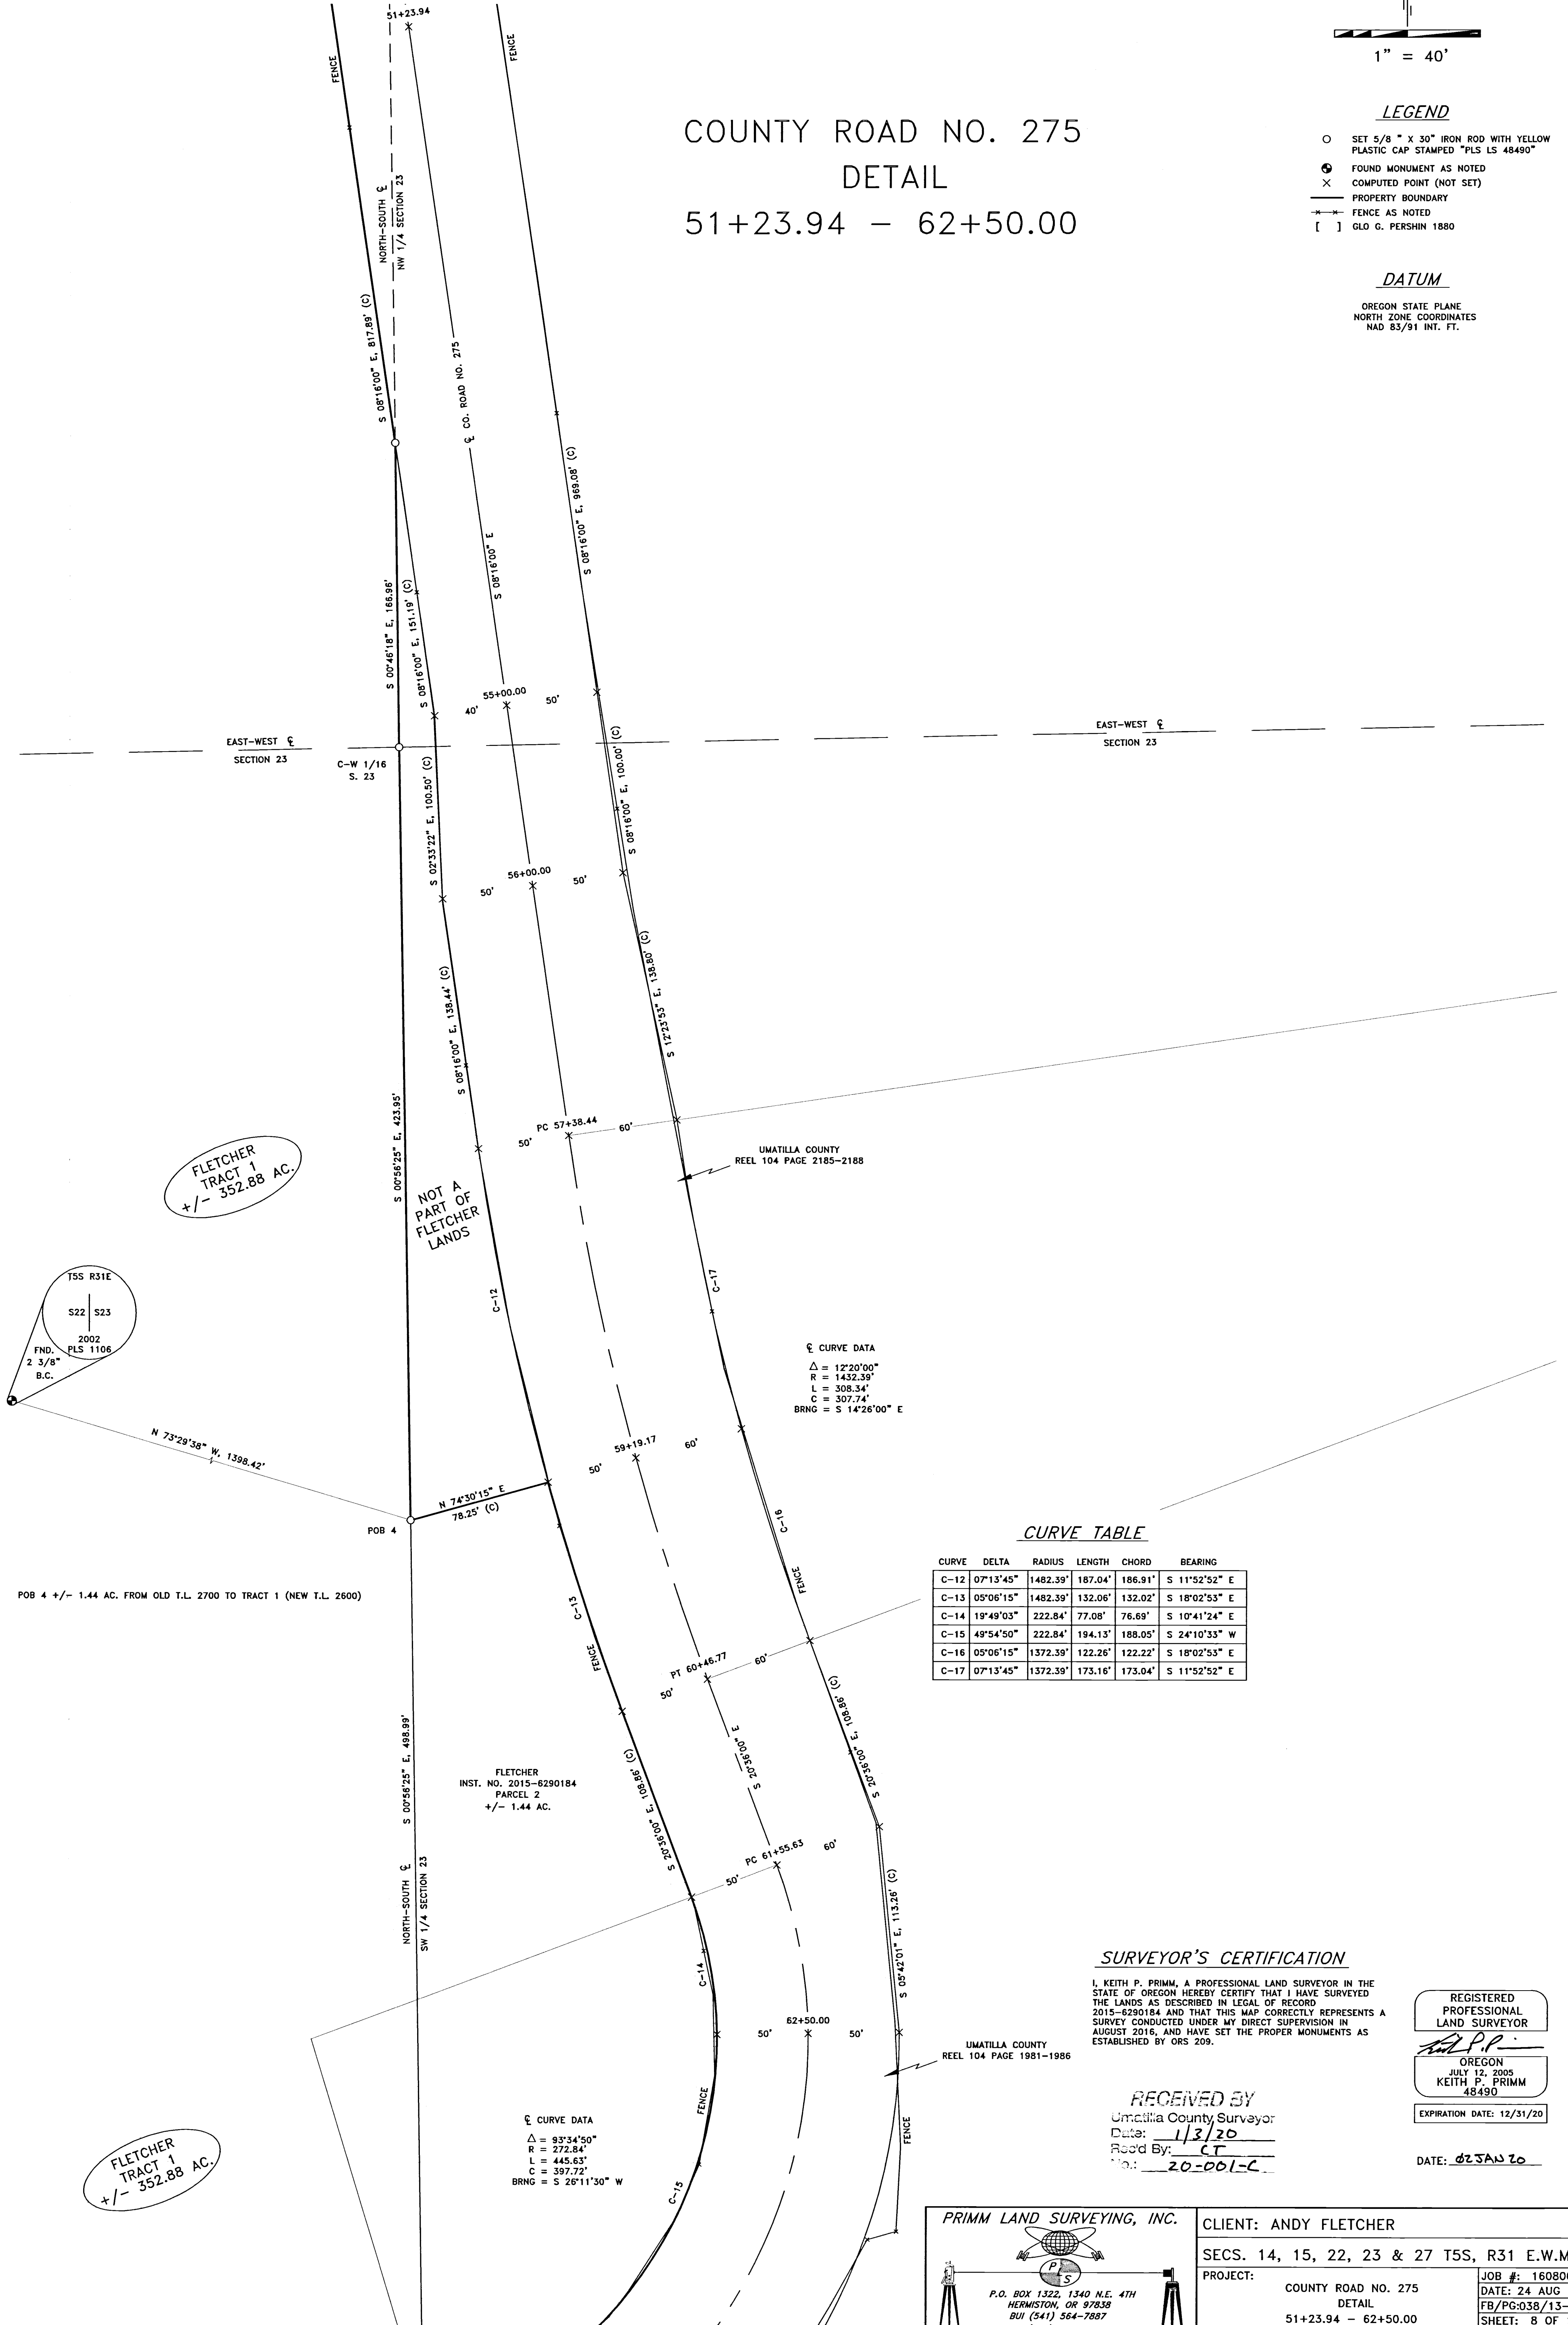 51+23.94
FENCE
FENCE
1" = 40'
COUNTY ROAD NO. 275
DETAIL
51+23.94 - 62+50.00
LEGEND
SET 5/8 " X 30" IRON ROD WITH YELLOW
PLASTIC CAP STAMPED "PLS LS 48490"
FOUND MONUMENT AS NOTED
COMPUTED POINT (NOT SET)
PROPERTY BOUNDARY
FENCE AS NOTED
[ ] GLO G. PERSHIN 1880
DATUM
OREGON STATE PLANE
NORTH ZONE COORDINATES
NAD 83/91 INT. FT.
NORTH-SOUTH ℄
NW 1/4 SECTION 23
S 08°16'00" E, 817.89' (C)
℄ CO. ROAD NO. 275
S 08°16'00" E
S 08°16'00" E, 969.08' (C)
S 00°46'18" E, 166.96'
S 08°16'00" E, 151.19' (C)
40'
55+00.00
50'
EAST-WEST ℄
SECTION 23
C-W 1/16
S. 23
EAST-WEST ℄
SECTION 23
S 02°33'22" E, 100.50' (C)
S 08°16'00" E, 100.00' (C)
50'
56+00.00
50'
S 08°16'00" E, 138.44' (C)
S 12°23'53" E, 138.80' (C)
S 00°56'25" E, 423.95'
50'
PC 57+38.44
60'
UMATILLA COUNTY
REEL 104 PAGE 2185-2188
FLETCHER
TRACT 1
+/- 352.88 AC.
NOT A
PART OF
FLETCHER
LANDS
C-12
C-17
T5S R31E
S22 S23
2002
PLS 1106
FND.
2 3/8"
B.C.
℄ CURVE DATA
Δ = 12°20'00"
R = 1432.39'
L = 308.34'
C = 307.74'
BRNG = S 14°26'00" E
N 73°29'38" W, 1398.42'
50'
59+19.17
60'
N 74°30'15" E
78.25' (C)
POB 4
C-16
FENCE
POB 4 +/- 1.44 AC. FROM OLD T.L. 2700 TO TRACT 1 (NEW T.L. 2600)
CURVE TABLE
CURVE DELTA RADIUS LENGTH CHORD BEARING
C-12 07°13'45" 1482.39' 187.04' 186.91' S 11°52'52" E
C-13 05°06'15" 1482.39' 132.06' 132.02' S 18°02'53" E
C-14 19°49'03" 222.84' 77.08' 76.69' S 10°41'24" E
C-15 49°54'50" 222.84' 194.13' 188.05' S 24°10'33" W
C-16 05°06'15" 1372.39' 122.26' 122.22' S 18°02'53" E
C-17 07°13'45" 1372.39' 173.16' 173.04' S 11°52'52" E
C-13
FENCE
50'
PT 60+46.77
60'
S 00°56'25" E, 498.99'
S 20°36'00" E, 108.86' (C)
S 20°36'00" E
S 20°36'00" E, 108.86' (C)
FLETCHER
INST. NO. 2015-6290184
PARCEL 2
+/- 1.44 AC.
50'
PC 61+55.63
60'
NORTH-SOUTH ℄
SW 1/4 SECTION 23
C-14
S 05°42'01" E, 113.26' (C)
50'
62+50.00
50'
UMATILLA COUNTY
REEL 104 PAGE 1981-1986
FENCE
FENCE
C-15
℄ CURVE DATA
Δ = 93°34'50"
R = 272.84'
L = 445.63'
C = 397.72'
BRNG = S 26°11'30" W
FLETCHER
TRACT 1
+/- 352.88 AC.
SURVEYOR'S CERTIFICATION
I, KEITH P. PRIMM, A PROFESSIONAL LAND SURVEYOR IN THE
STATE OF OREGON HEREBY CERTIFY THAT I HAVE SURVEYED
THE LANDS AS DESCRIBED IN LEGAL OF RECORD
2015-6290184 AND THAT THIS MAP CORRECTLY REPRESENTS A
SURVEY CONDUCTED UNDER MY DIRECT SUPERVISION IN
AUGUST 2016, AND HAVE SET THE PROPER MONUMENTS AS
ESTABLISHED BY ORS 209.
REGISTERED
PROFESSIONAL
LAND SURVEYOR
OREGON
JULY 12, 2005
KEITH P. PRIMM
48490
EXPIRATION DATE: 12/31/20
DATE: 02 JAN 20
RECEIVED BY
Umatilla County Surveyor
Date: 1/3/20
Rec'd By: CT
No.: 20-001-C
PRIMM LAND SURVEYING, INC.
P S
P.O. BOX 1322, 1340 N.E. 4TH
HERMISTON, OR 97838
BUI (541) 564-7887
CLIENT: ANDY FLETCHER
SECS. 14, 15, 22, 23 & 27 T5S, R31 E.W.M
PROJECT:
COUNTY ROAD NO. 275
DETAIL
51+23.94 - 62+50.00
JOB #: 16080
DATE: 24 AUG
FB/PG:038/13-
SHEET: 8 OF